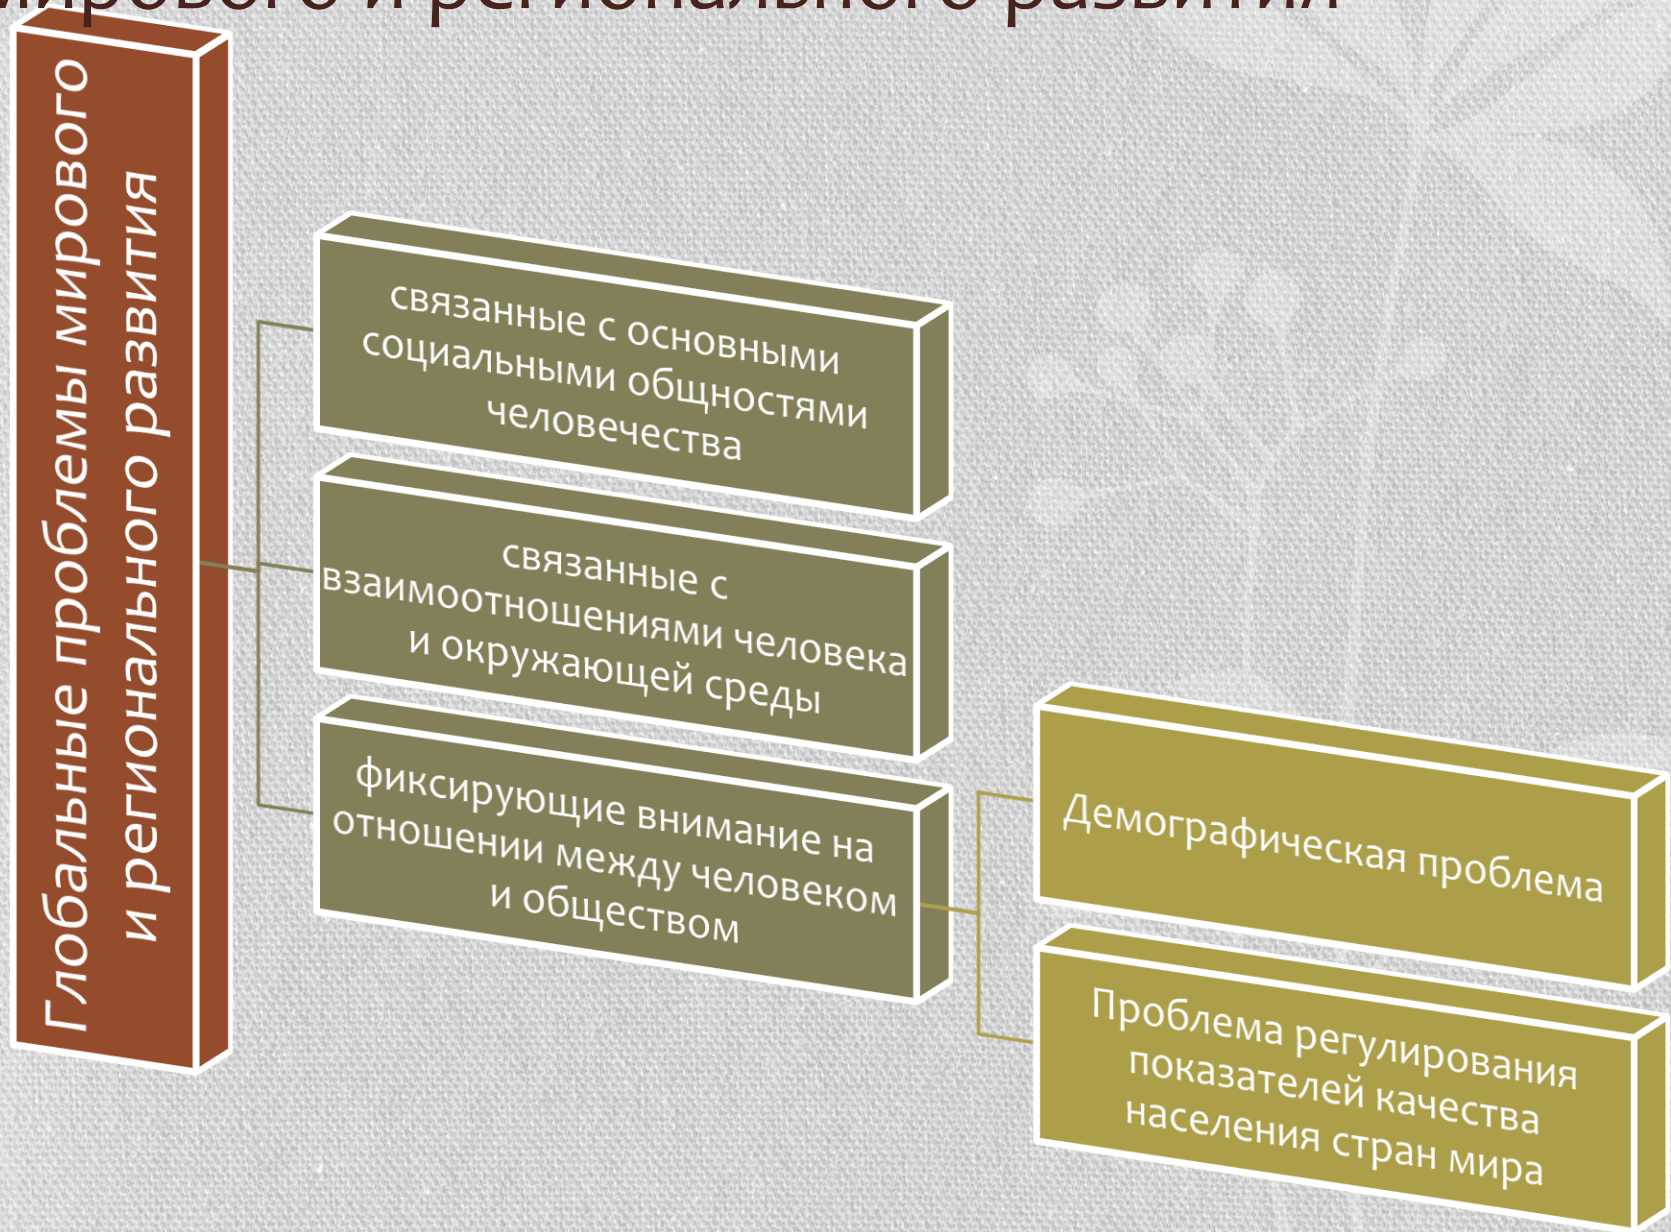 мирового и регионального развития
Глобальные проблемы мирового
и регионального развития
связанные с основными
социальными общностями
человечества
связанные с
взаимоотношениями человека
и окружающей среды
фиксирующие внимание на
отношении между человеком
и обществом
Демографическая проблема
Проблема регулирования
показателей качества
населения стран мира